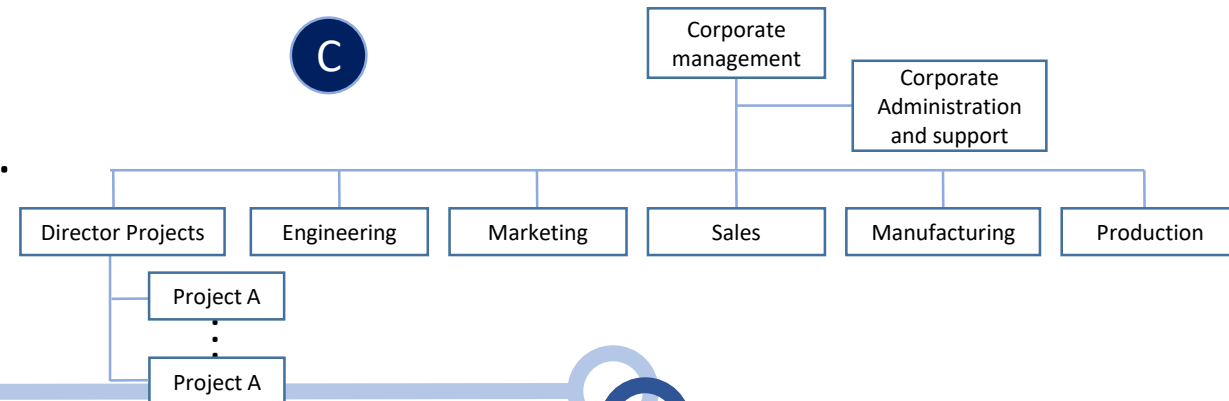 C
Corporate
management
Corporate
Administration
and support
.
Director Projects
Engineering
Marketing
Sales
Manufacturing
Production
Project A
Project A